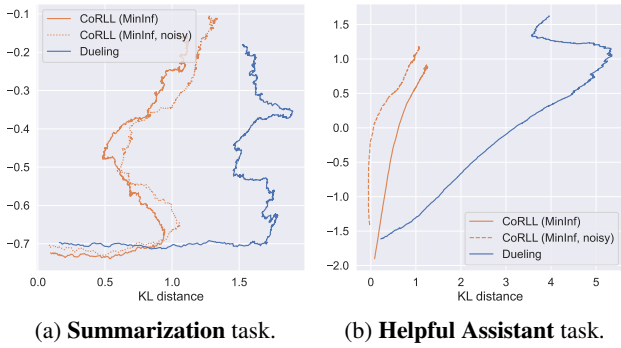 CoRLL (MinInf)
CoRLL (MinInf, noisy)
Dueling
−0.1
−0.2
−0.3
−0.4
−0.5
−0.6
−0.7
0.0 0.5 1.0 1.5
KL distance
(a) Summarization task.
1.5
1.0
0.5
0.0
−0.5
−1.0
−1.5
−2.0
CoRLL (MinInf)
CoRLL (MinInf, noisy)
Dueling
0 1 2 3 4 5
KL distance
(b) Helpful Assistant task.